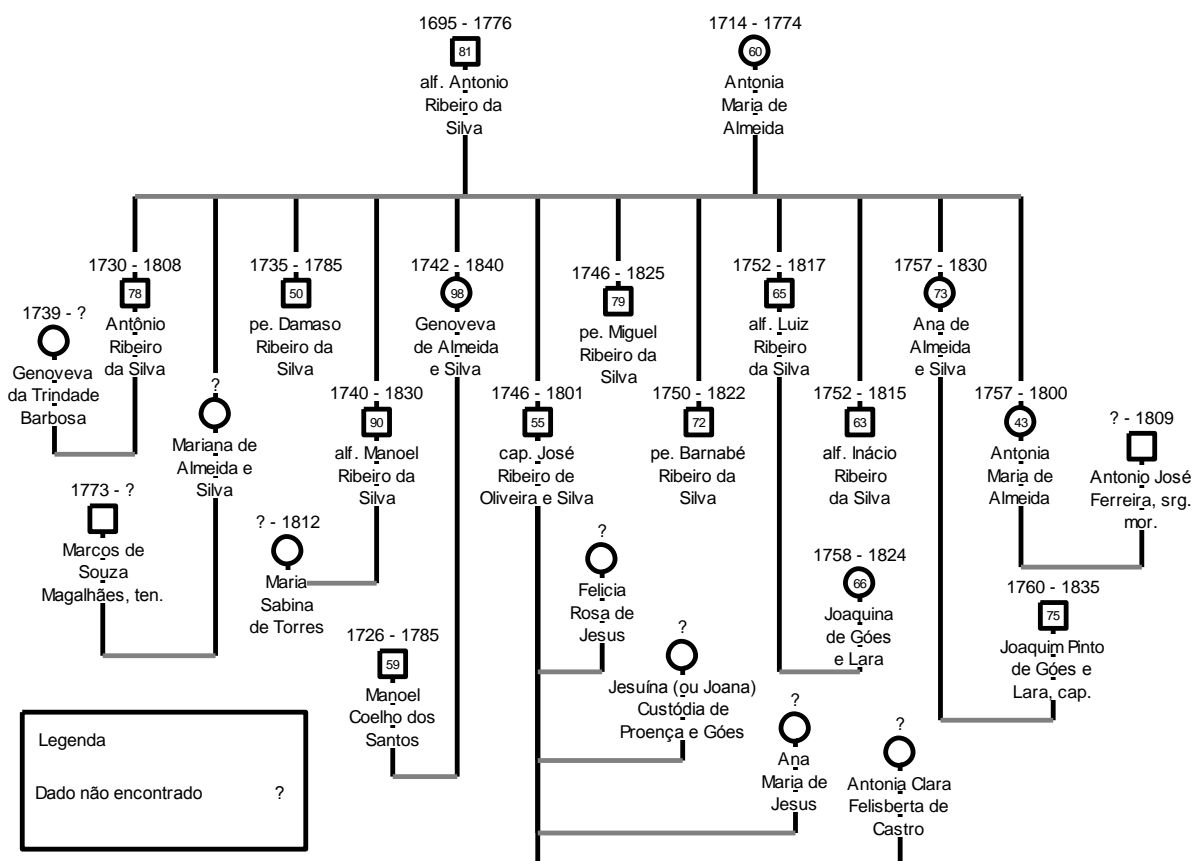 1695 - 1776
81
alf. Antonio
Ribeiro da
Silva
1714 - 1774
60
Antonia
Maria de
Almeida
1739 - ?
Genoveva
da Trindade
Barbosa
1730 - 1808
78
Antônio
Ribeiro
da Silva
?
Mariana de
Almeida e
Silva
1773 - ?
Marcos de
Souza
Magalhães, ten.
1735 - 1785
50
pe. Damaso
Ribeiro da
Silva
1740 - 1830
90
alf. Manoel
Ribeiro da
Silva
? - 1812
Maria
Sabina
de Torres
1742 - 1840
98
Genoveva
de Almeida
e Silva
1726 - 1785
59
Manoel
Coelho dos
Santos
1746 - 1801
55
cap. José
Ribeiro de
Oliveira e Silva
?
Felicia
Rosa de
Jesus
?
Jesuína (ou Joana)
Custódia de
Proença e Góes
?
Ana
Maria de
Jesus
?
Antonia Clara
Felisberta de
Castro
1746 - 1825
79
pe. Miguel
Ribeiro da
Silva
1750 - 1822
72
pe. Barnabé
Ribeiro da
Silva
1752 - 1817
65
alf. Luiz
Ribeiro
da Silva
1758 - 1824
66
Joaquina
de Góes
e Lara
1752 - 1815
63
alf. Inácio
Ribeiro
da Silva
1757 - 1830
73
Ana de
Almeida
e Silva
1760 - 1835
75
Joaquim Pinto
de Góes e
Lara, cap.
1757 - 1800
43
Antonia
Maria de
Almeida
? - 1809
Antonio José
Ferreira, srg.
mor.
Legenda
Dado não encontrado ?